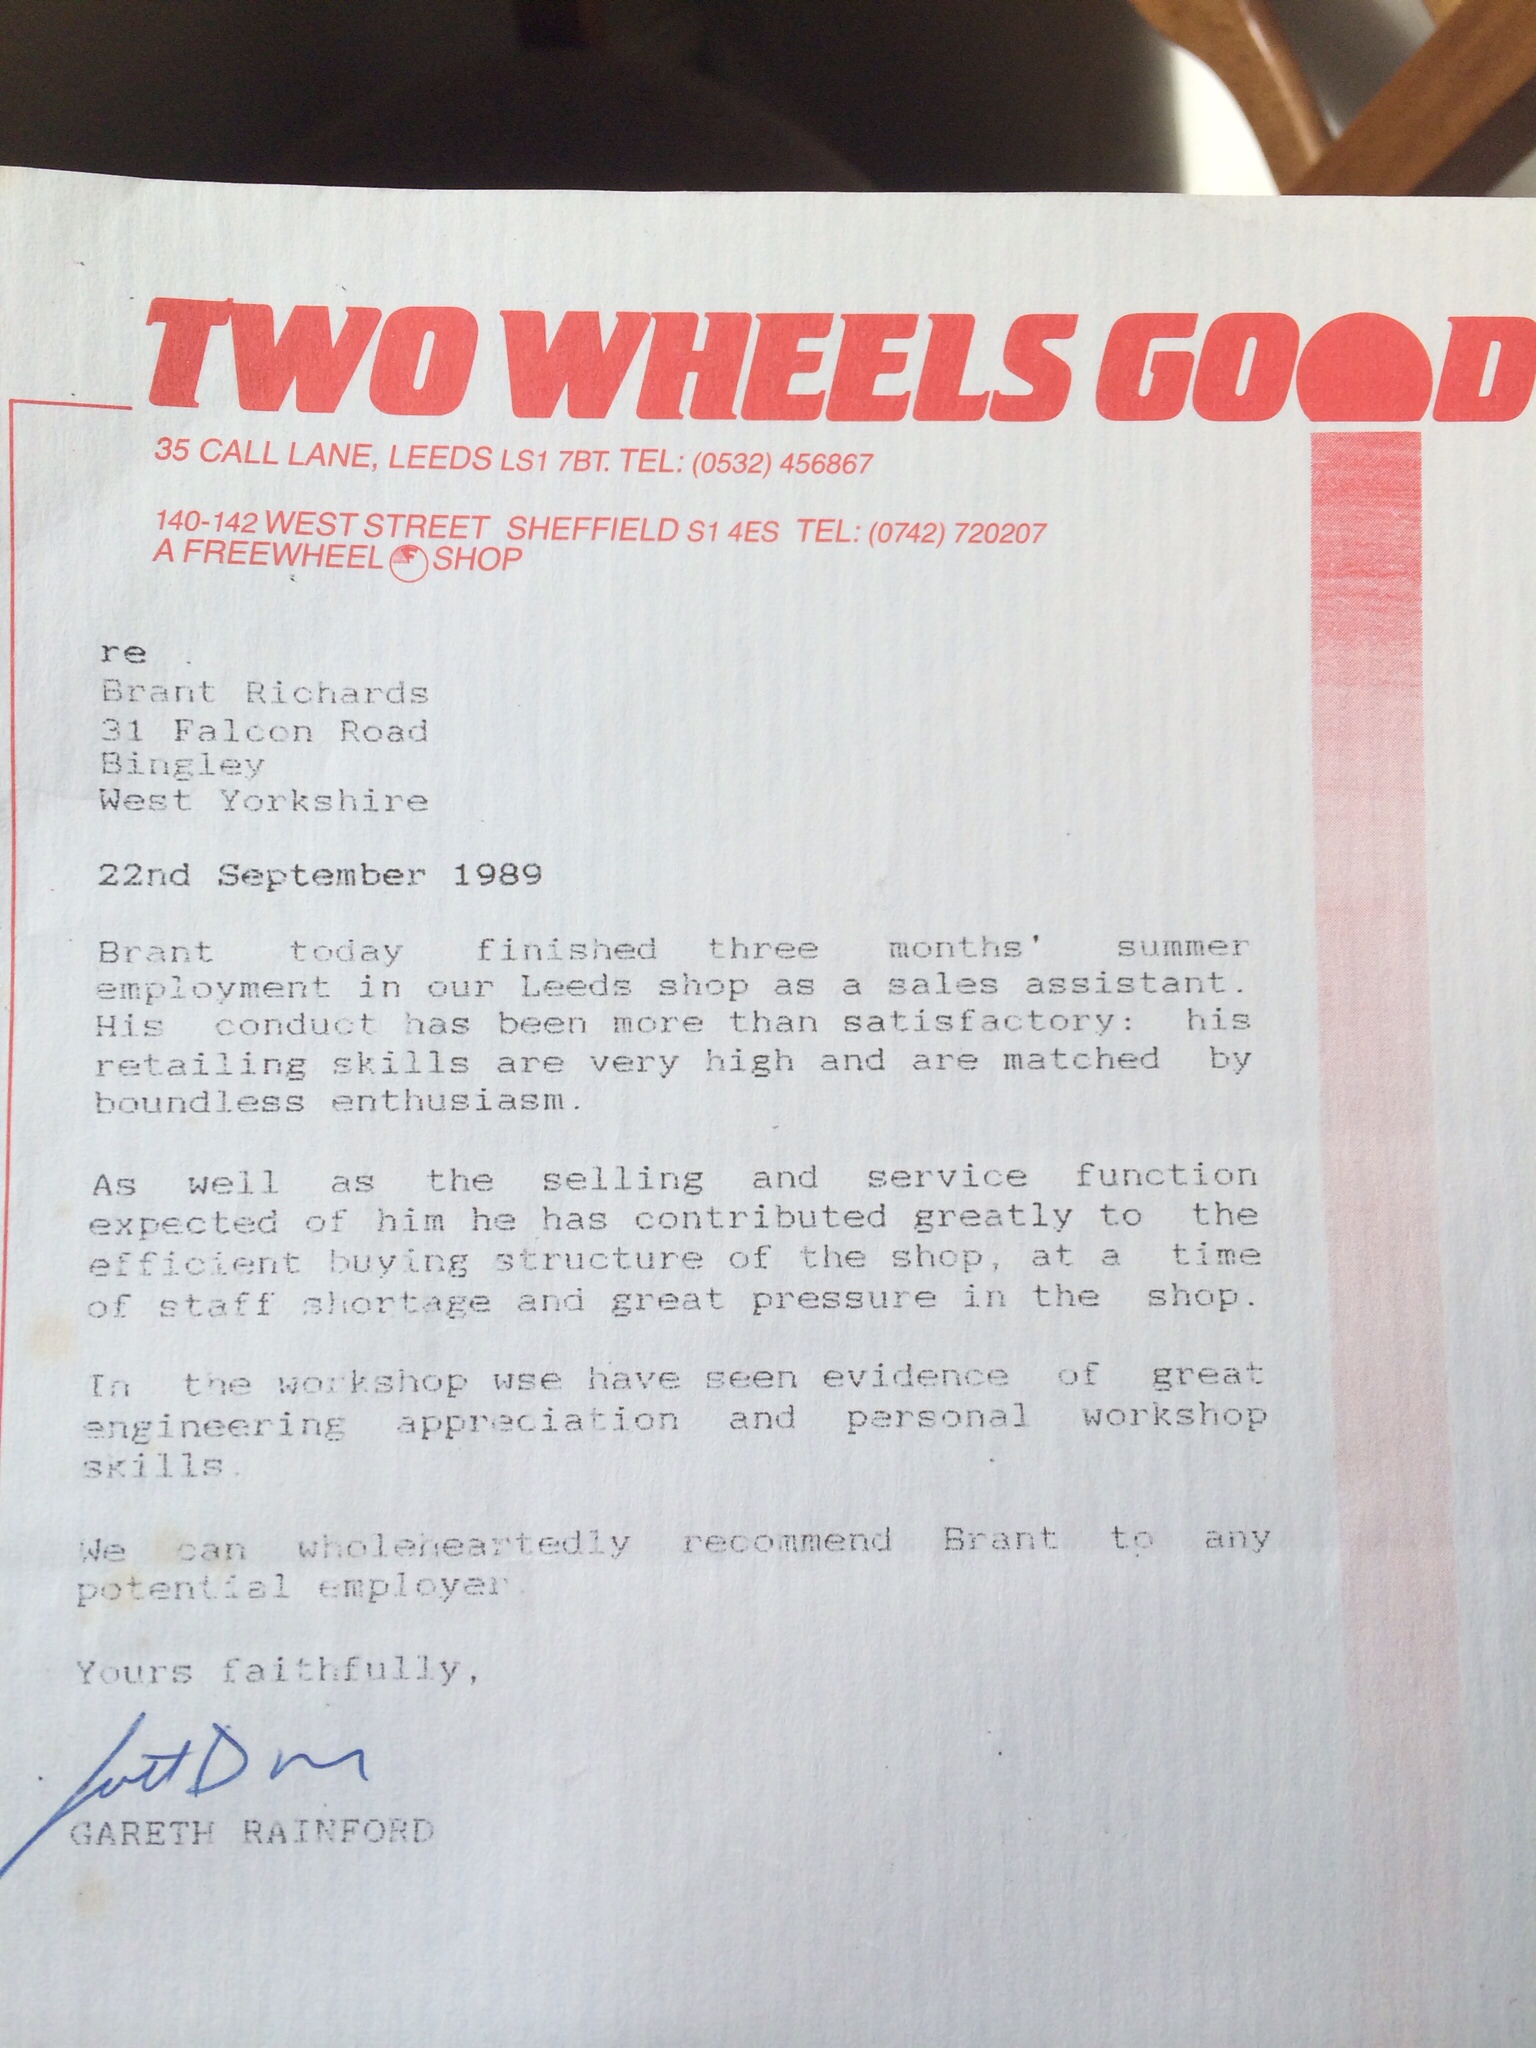 TWO WHEELS GOOD
35 CALL LANE, LEEDS LS1 7BT. TEL: (0532) 456867
140-142 WEST STREET SHEFFIELD S1 4ES TEL: (0742) 720207
A FREEWHEEL F SHOP
re
Brant Richards
31 Falcon Road
Bingley
West Yorkshire
22nd September 1989
Brant today finished three months' summer
employment in our Leeds shop as a sales assistant.
His conduct has been more than satisfactory: his
retailing skills are very high and are matched by
boundless enthusiasm.
As well as the selling and service function
expected of him he has contributed greatly to the
efficient buying structure of the shop, at a time
of staff shortage and great pressure in the shop.
In the workshop wse have seen evidence of great
engineering appreciation and personal workshop
skills.
We can wholeheartedly recommend Brant to any
potential employer.
Yours faithfully,
GARETH RAINFORD